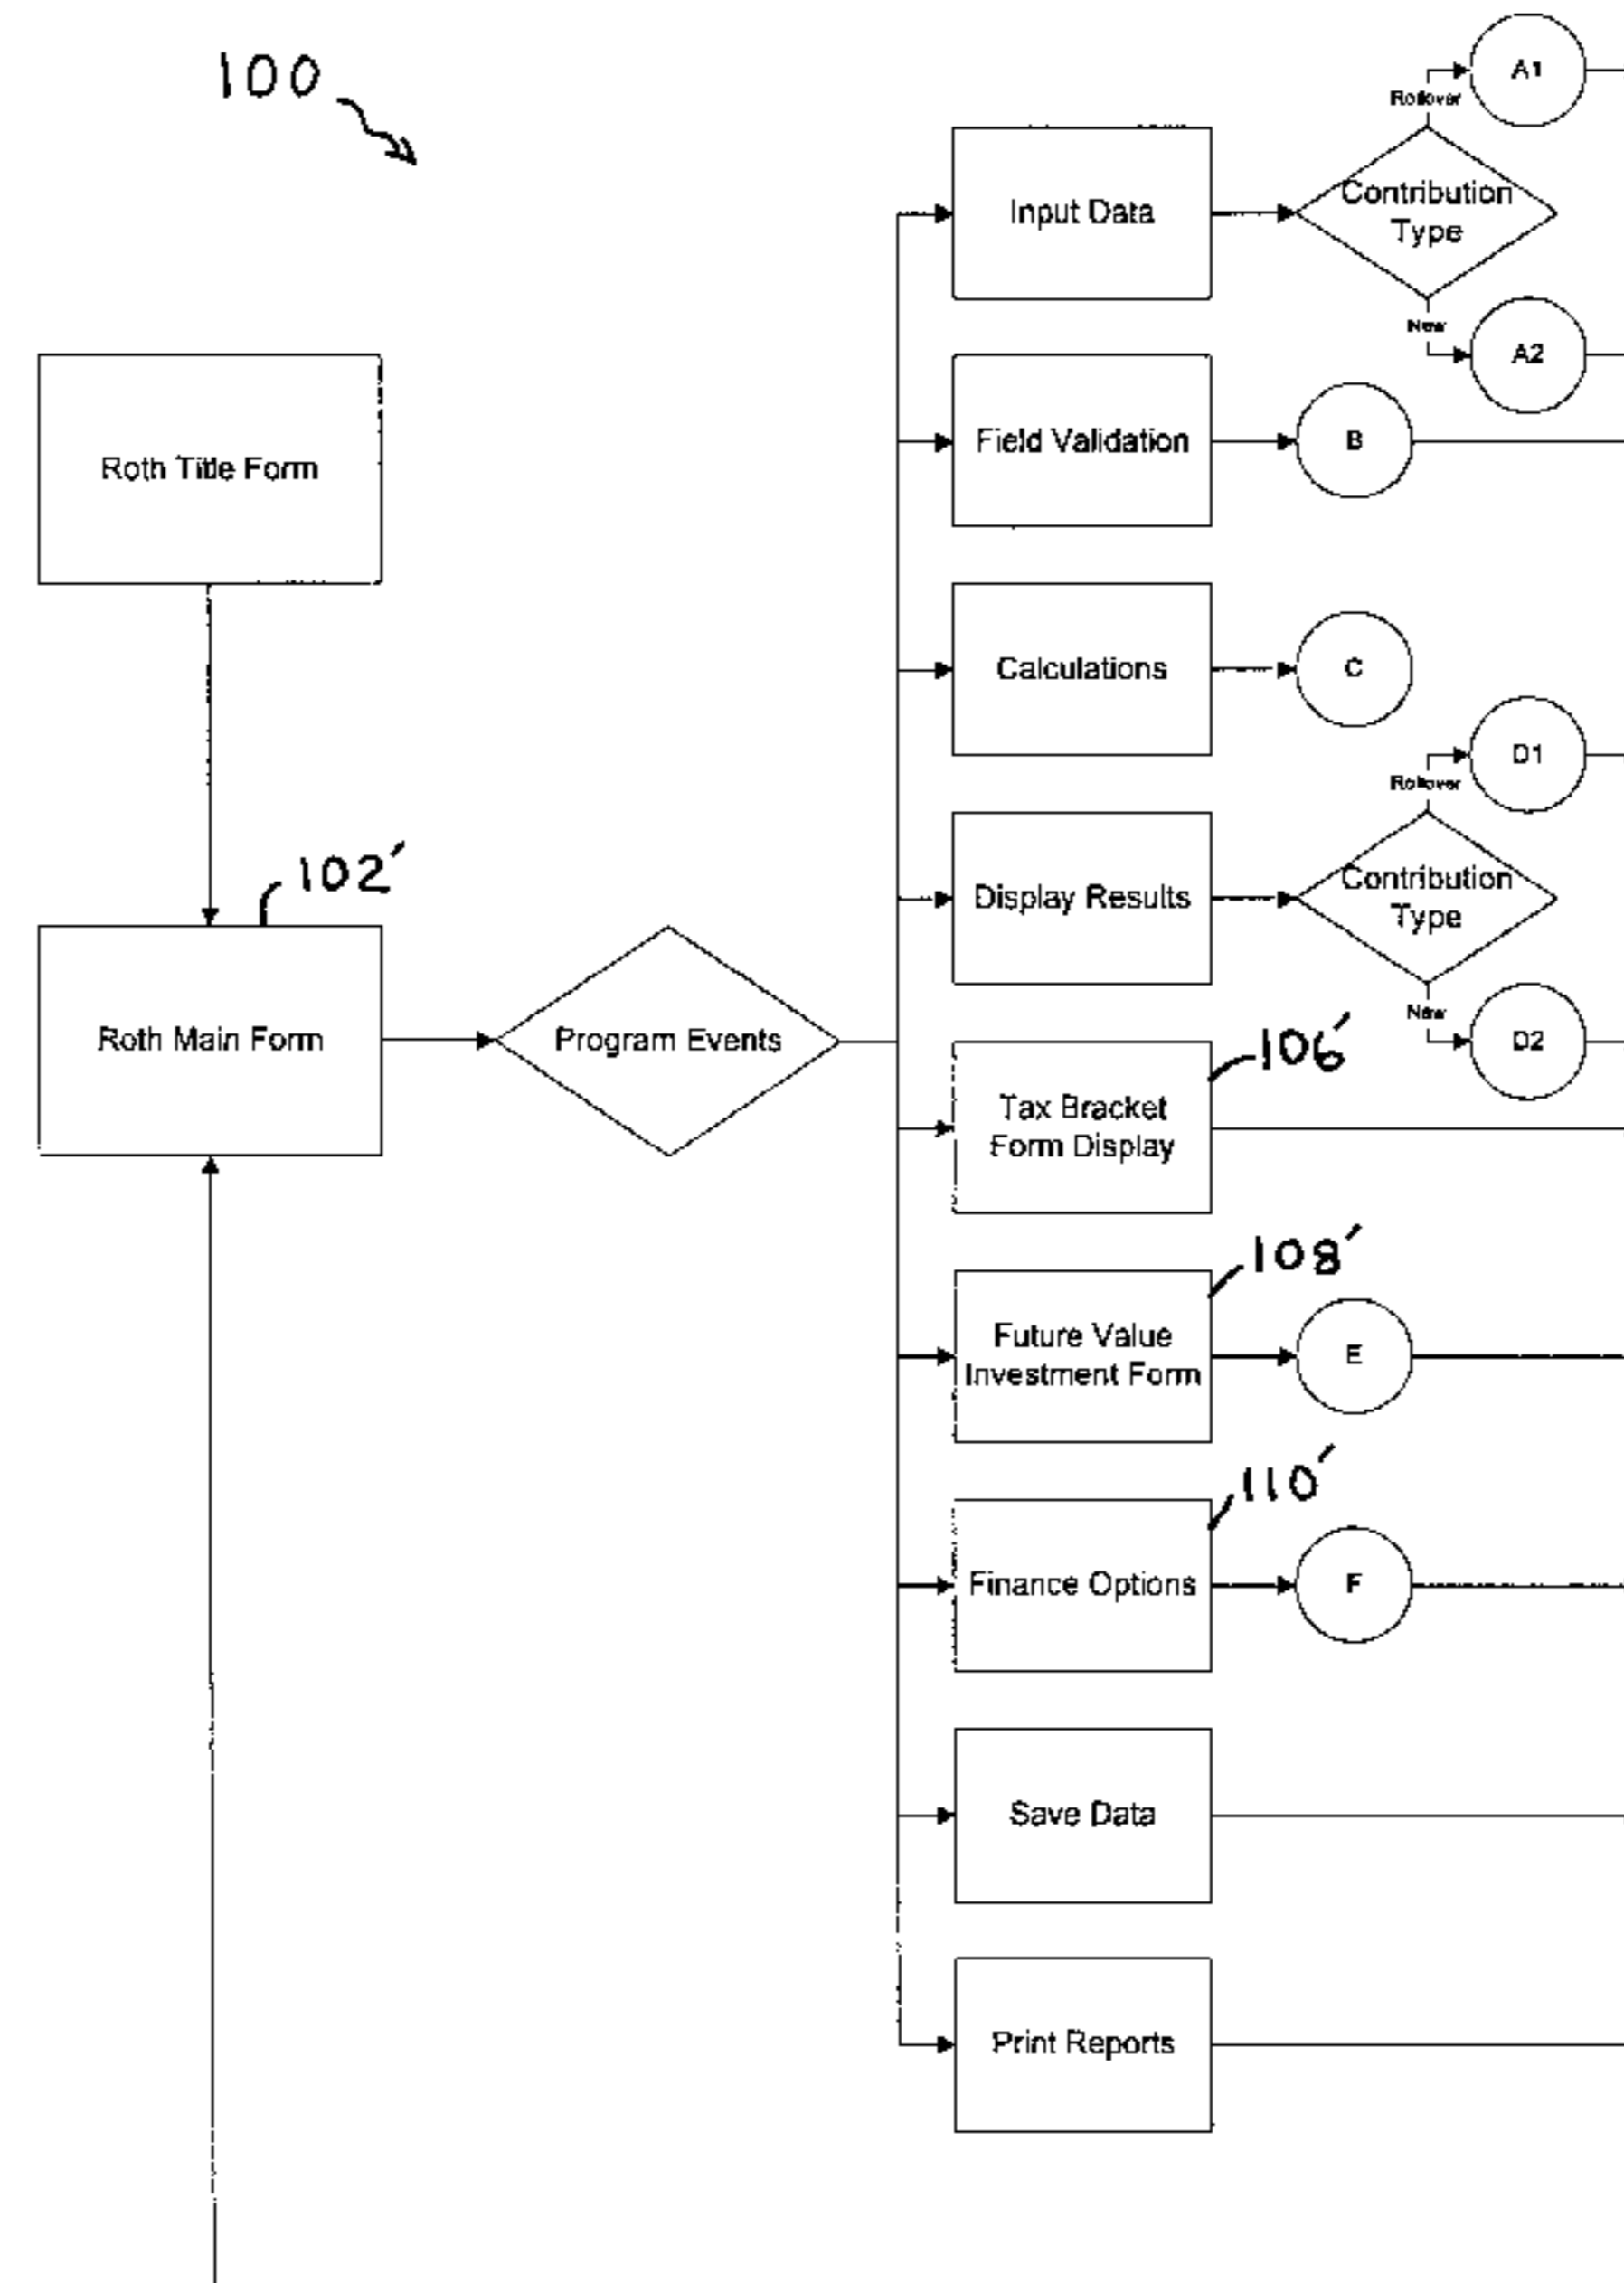 100
A1
Rollover
Input Data
Contribution
Type
New
A2
Roth Title Form
Field Validation
B
Calculations
C
D1
Rollover
102'
Display Results
Contribution
Type
New
D2
Roth Main Form
Program Events
106'
Tax Bracket
Form Display
108'
Future Value
Investment Form
E
110'
Finance Options
F
Save Data
Print Reports